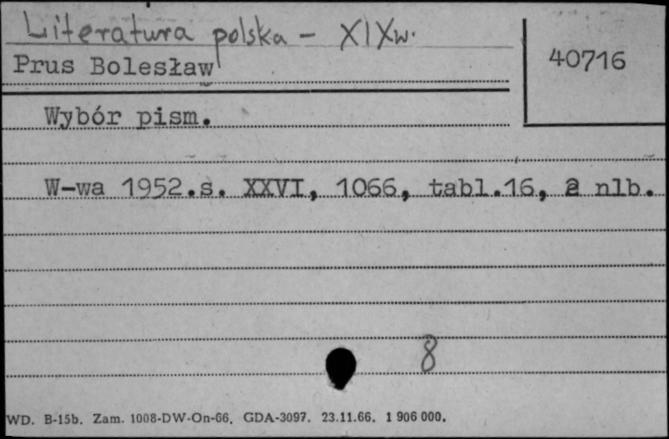 Literatura polska - XIXw.
Prus Bolesław
40716
Wybór pism.
W-wa 1952.s. XXVI, 1066, tabl.16, 2 nlb.
8
WD. B-15b. Zam. 1008-DW-On-66. GDA-3097. 23.11.66. 1 906 000.